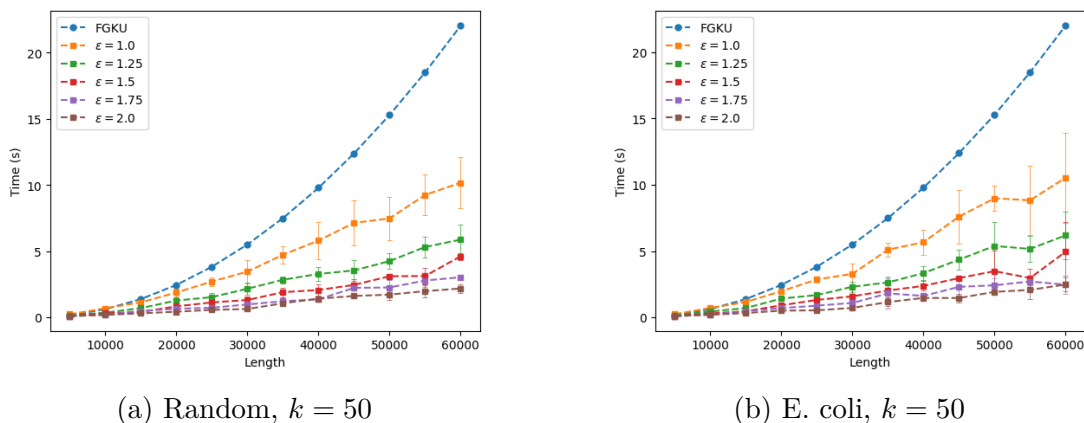 FGKU
ε = 1.0
ε = 1.25
ε = 1.5
ε = 1.75
ε = 2.0
Time (s)
20
15
10
5
0
10000 20000 30000 40000 50000 60000
Length
(a) Random, k = 50
FGKU
ε = 1.0
ε = 1.25
ε = 1.5
ε = 1.75
ε = 2.0
Time (s)
20
15
10
5
0
10000 20000 30000 40000 50000 60000
Length
(b) E. coli, k = 50